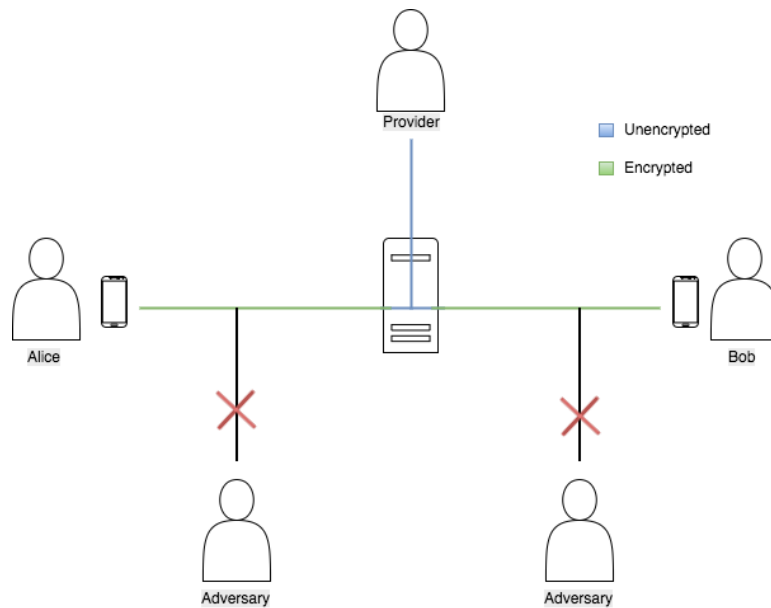 Provider
Unencrypted
Encrypted
Alice
Bob
Adversary
Adversary